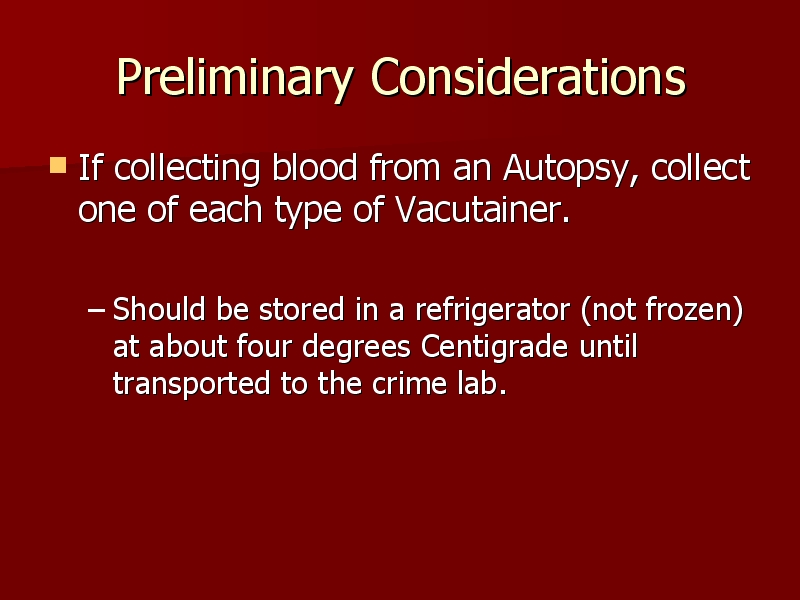 Preliminary Considerations
If collecting blood from an Autopsy, collect
one of each type of Vacutainer.
– Should be stored in a refrigerator (not frozen)
at about four degrees Centigrade until
transported to the crime lab.